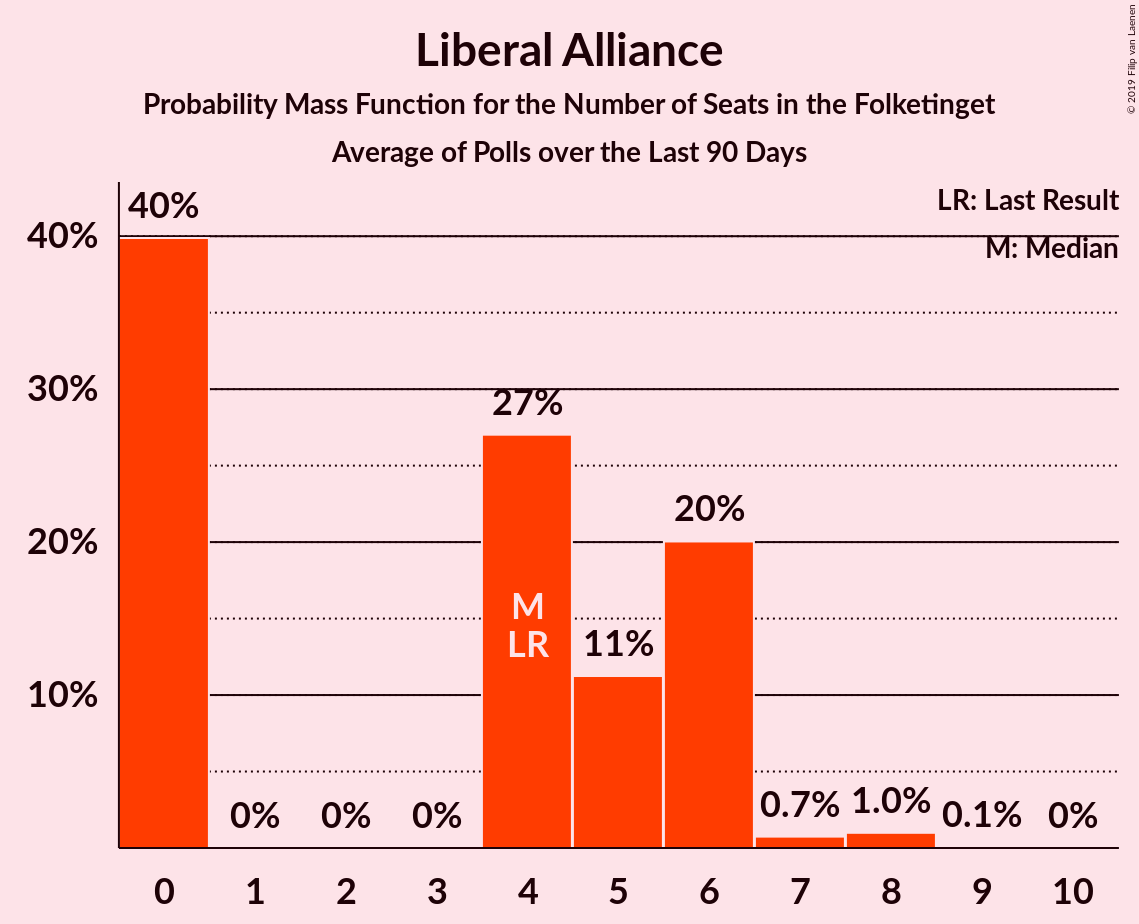 Liberal Alliance
Probability Mass Function for the Number of Seats in the Folketinget
Average of Polls over the Last 90 Days
© 2019 Filip van Laenen
LR: Last Result
M: Median
40%
30%
20%
10%
40%
0%
0%
0%
27%
M
LR
11%
20%
0.7%
1.0%
0.1%
0%
0 1 2 3 4 5 6 7 8 9 10